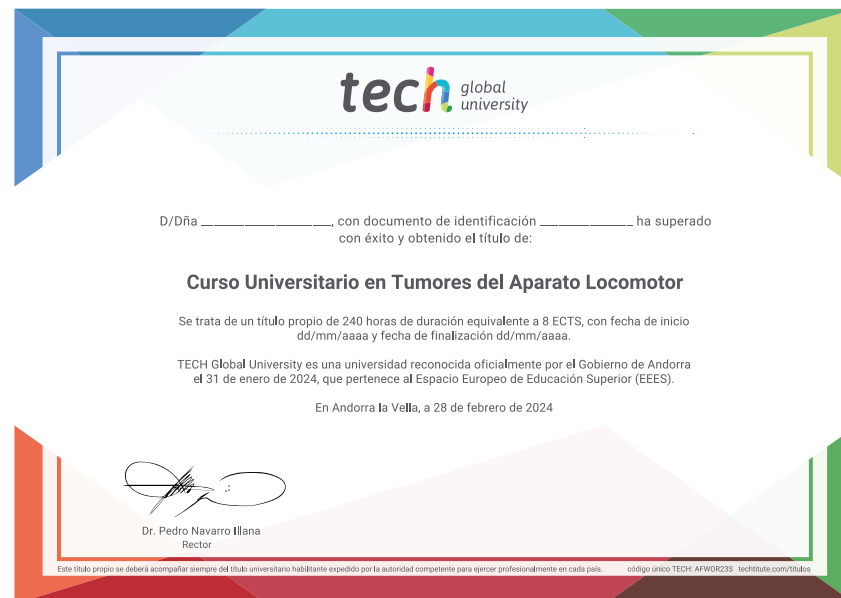 tech global university
D/Dña ______________________, con documento de identificación ________________ ha superado
con éxito y obtenido el título de:
Curso Universitario en Tumores del Aparato Locomotor
Se trata de un título propio de 240 horas de duración equivalente a 8 ECTS, con fecha de inicio
dd/mm/aaaa y fecha de finalización dd/mm/aaaa.
TECH Global University es una universidad reconocida oficialmente por el Gobierno de Andorra
el 31 de enero de 2024, que pertenece al Espacio Europeo de Educación Superior (EEES).
En Andorra la Vella, a 28 de febrero de 2024
Dr. Pedro Navarro Illana
Rector
Este título propio se deberá acompañar siempre del título universitario habilitante expedido por la autoridad competente para ejercer profesionalmente en cada país. código único TECH: AFWOR23S techtitute.com/titulos